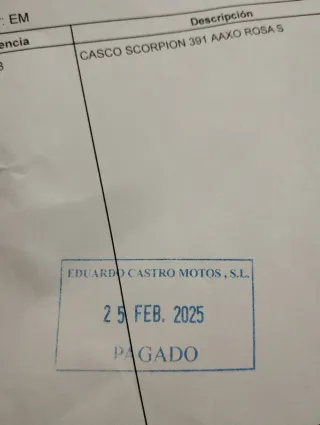 : EM
encia
Descripción
CASCO SCORPION 391 AAXO ROSA S
EDUARDO CASTRO MOTOS, S.L.
25 FEB. 2025
PAGADO